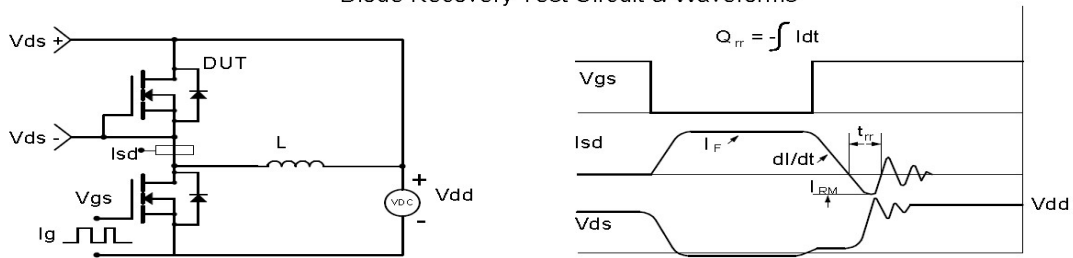 Diode Recovery Test Circuit & Waveforms
Vds +
DUT
Vds -
Isd
L
Vgs
Ig
VDC
+
-
Vdd
Q rr = -∫ Idt
Vgs
Isd
I F
dI/dt
t rr
I RM
Vds
Vdd